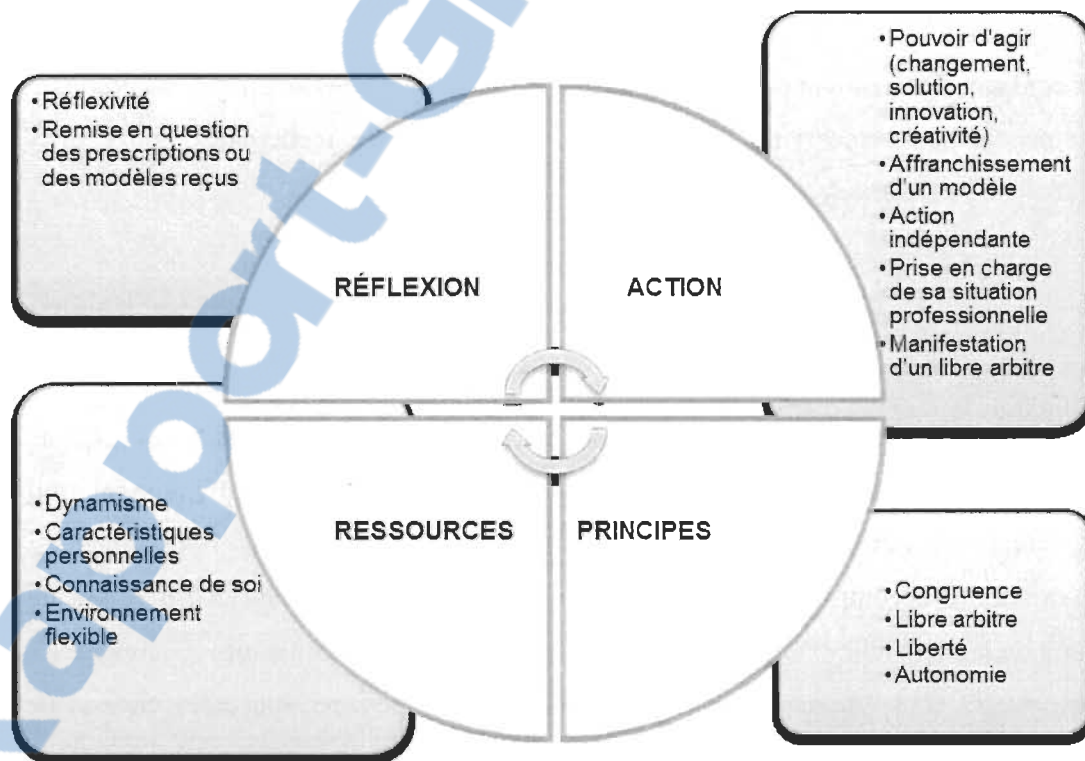 • Réflexivité
• Remise en question
des prescriptions ou
des modèles reçus
• Pouvoir d'agir
(changement,
solution,
innovation,
créativité)
• Affranchissement
d'un modèle
• Action
indépendante
• Prise en charge
de sa situation
professionnelle
• Manifestation
d'un libre arbitre
RÉFLEXION
ACTION
RESSOURCES
PRINCIPES
• Dynamisme
• Caractéristiques
personnelles
• Connaissance de soi
• Environnement
flexible
• Congruence
• Libre arbitre
• Liberté
• Autonomie